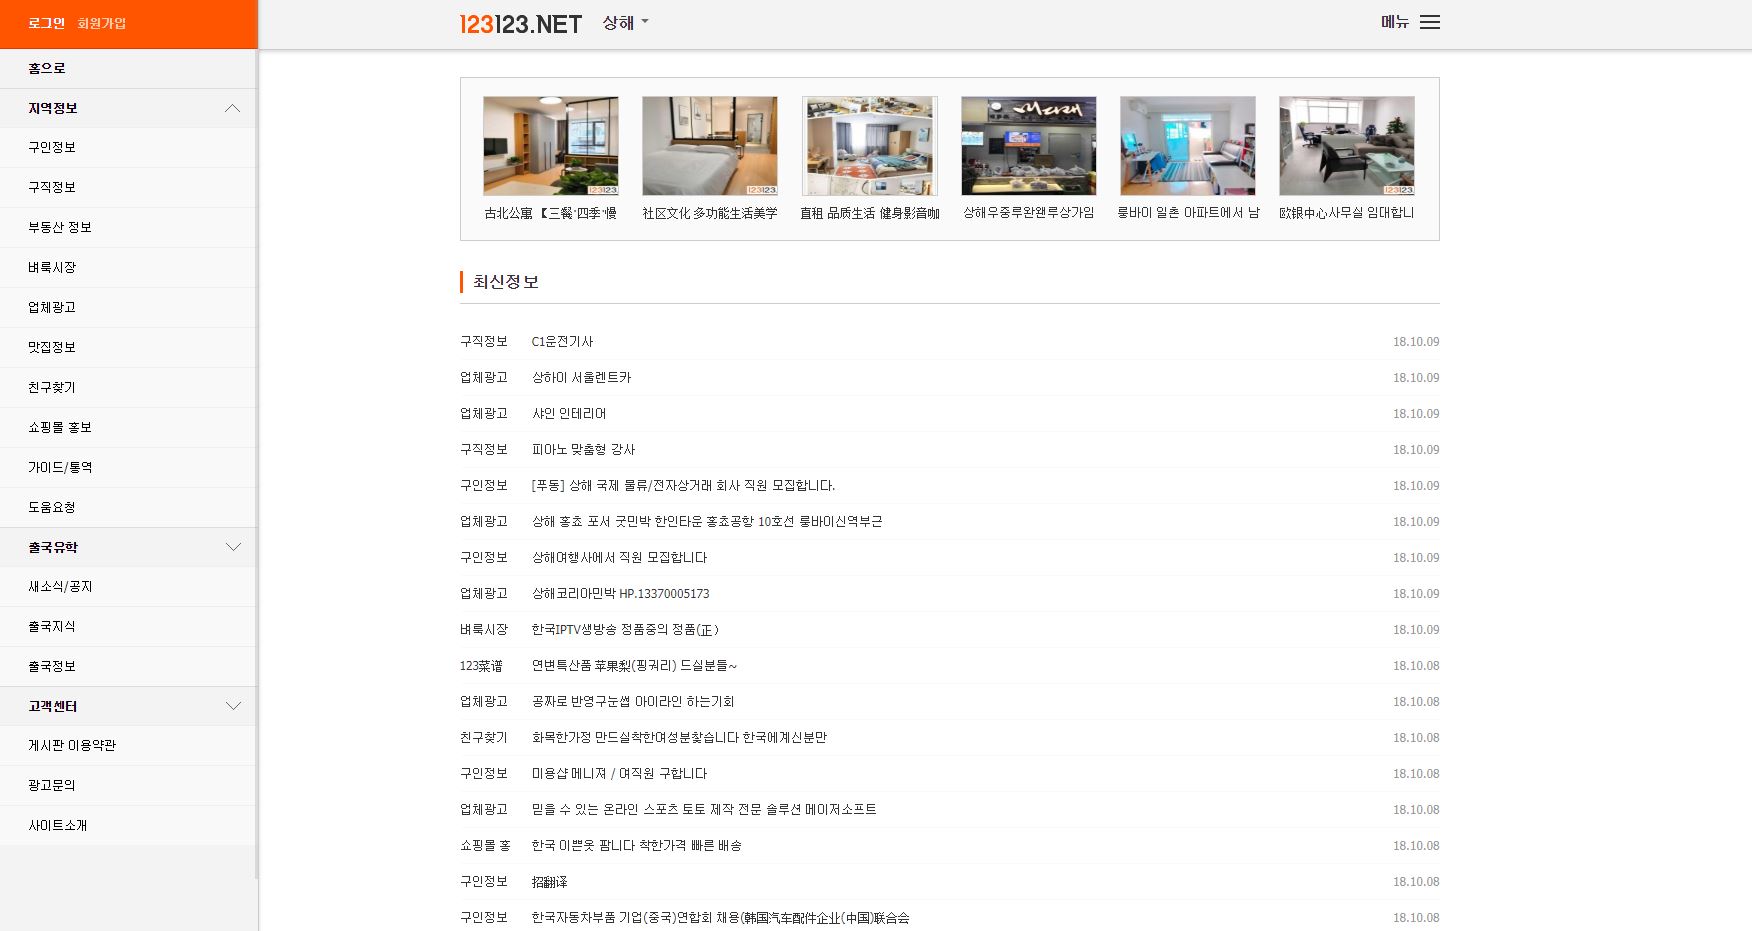 로그인 회원가입
123123.NET 상해
메뉴
홈으로
지역정보
구인정보
구직정보
부동산 정보
벼룩시장
업체광고
맛집정보
친구찾기
쇼핑몰 홍보
가이드/통역
도움요청
출국유학
새소식/공지
출국지식
출국정보
고객센터
게시판 이용약관
광고문의
사이트소개
123123.
123123.
123123.
古北公寓【三餐'四季'慢
社区文化 多功能生活美学
直租 品质生活 健身影音咖
상해우중루완왠루상가임
롱바이 일촌 아파트에서 남
欧银中心사무실 임대합니
최신정보
구직정보 C1운전기사 18.10.09
업체광고 상하이 서울렌트카 18.10.09
업체광고 샤인 인테리어 18.10.09
구직정보 피아노 맞춤형 강사 18.10.09
구인정보 [푸동] 상해 국제 물류/전자상거래 회사 직원 모집합니다. 18.10.09
업체광고 상해 홍쵸 포서 굿민박 한인타운 홍쵸공항 10호선 룽바이신역부근 18.10.09
구인정보 상해여행사에서 직원 모집합니다 18.10.09
업체광고 상해코리아민박 HP.13370005173 18.10.09
벼룩시장 한국IPTV생방송 정품중의 정품(正） 18.10.09
123菜谱 연변특산품 苹果梨(핑궈리) 드실분들~ 18.10.08
업체광고 공짜로 반영구눈썹 아이라인 하는기회 18.10.08
친구찾기 화목한가정 만드실착한여성분찿습니다 한국에계신분만 18.10.08
구인정보 미용샵 메니져 / 여직원 구합니다 18.10.08
업체광고 믿을 수 있는 온라인 스포츠 토토 제작 전문 솔루션 메이저소프트 18.10.08
쇼핑몰 홍 한국 이쁜옷 팝니다 착한가격 빠른 배송 18.10.08
구인정보 招翻译 18.10.08
구인정보 한국자동차부품 기업(중국)연합회 채용(韩国汽车配件企业(中国)联合会 18.10.08